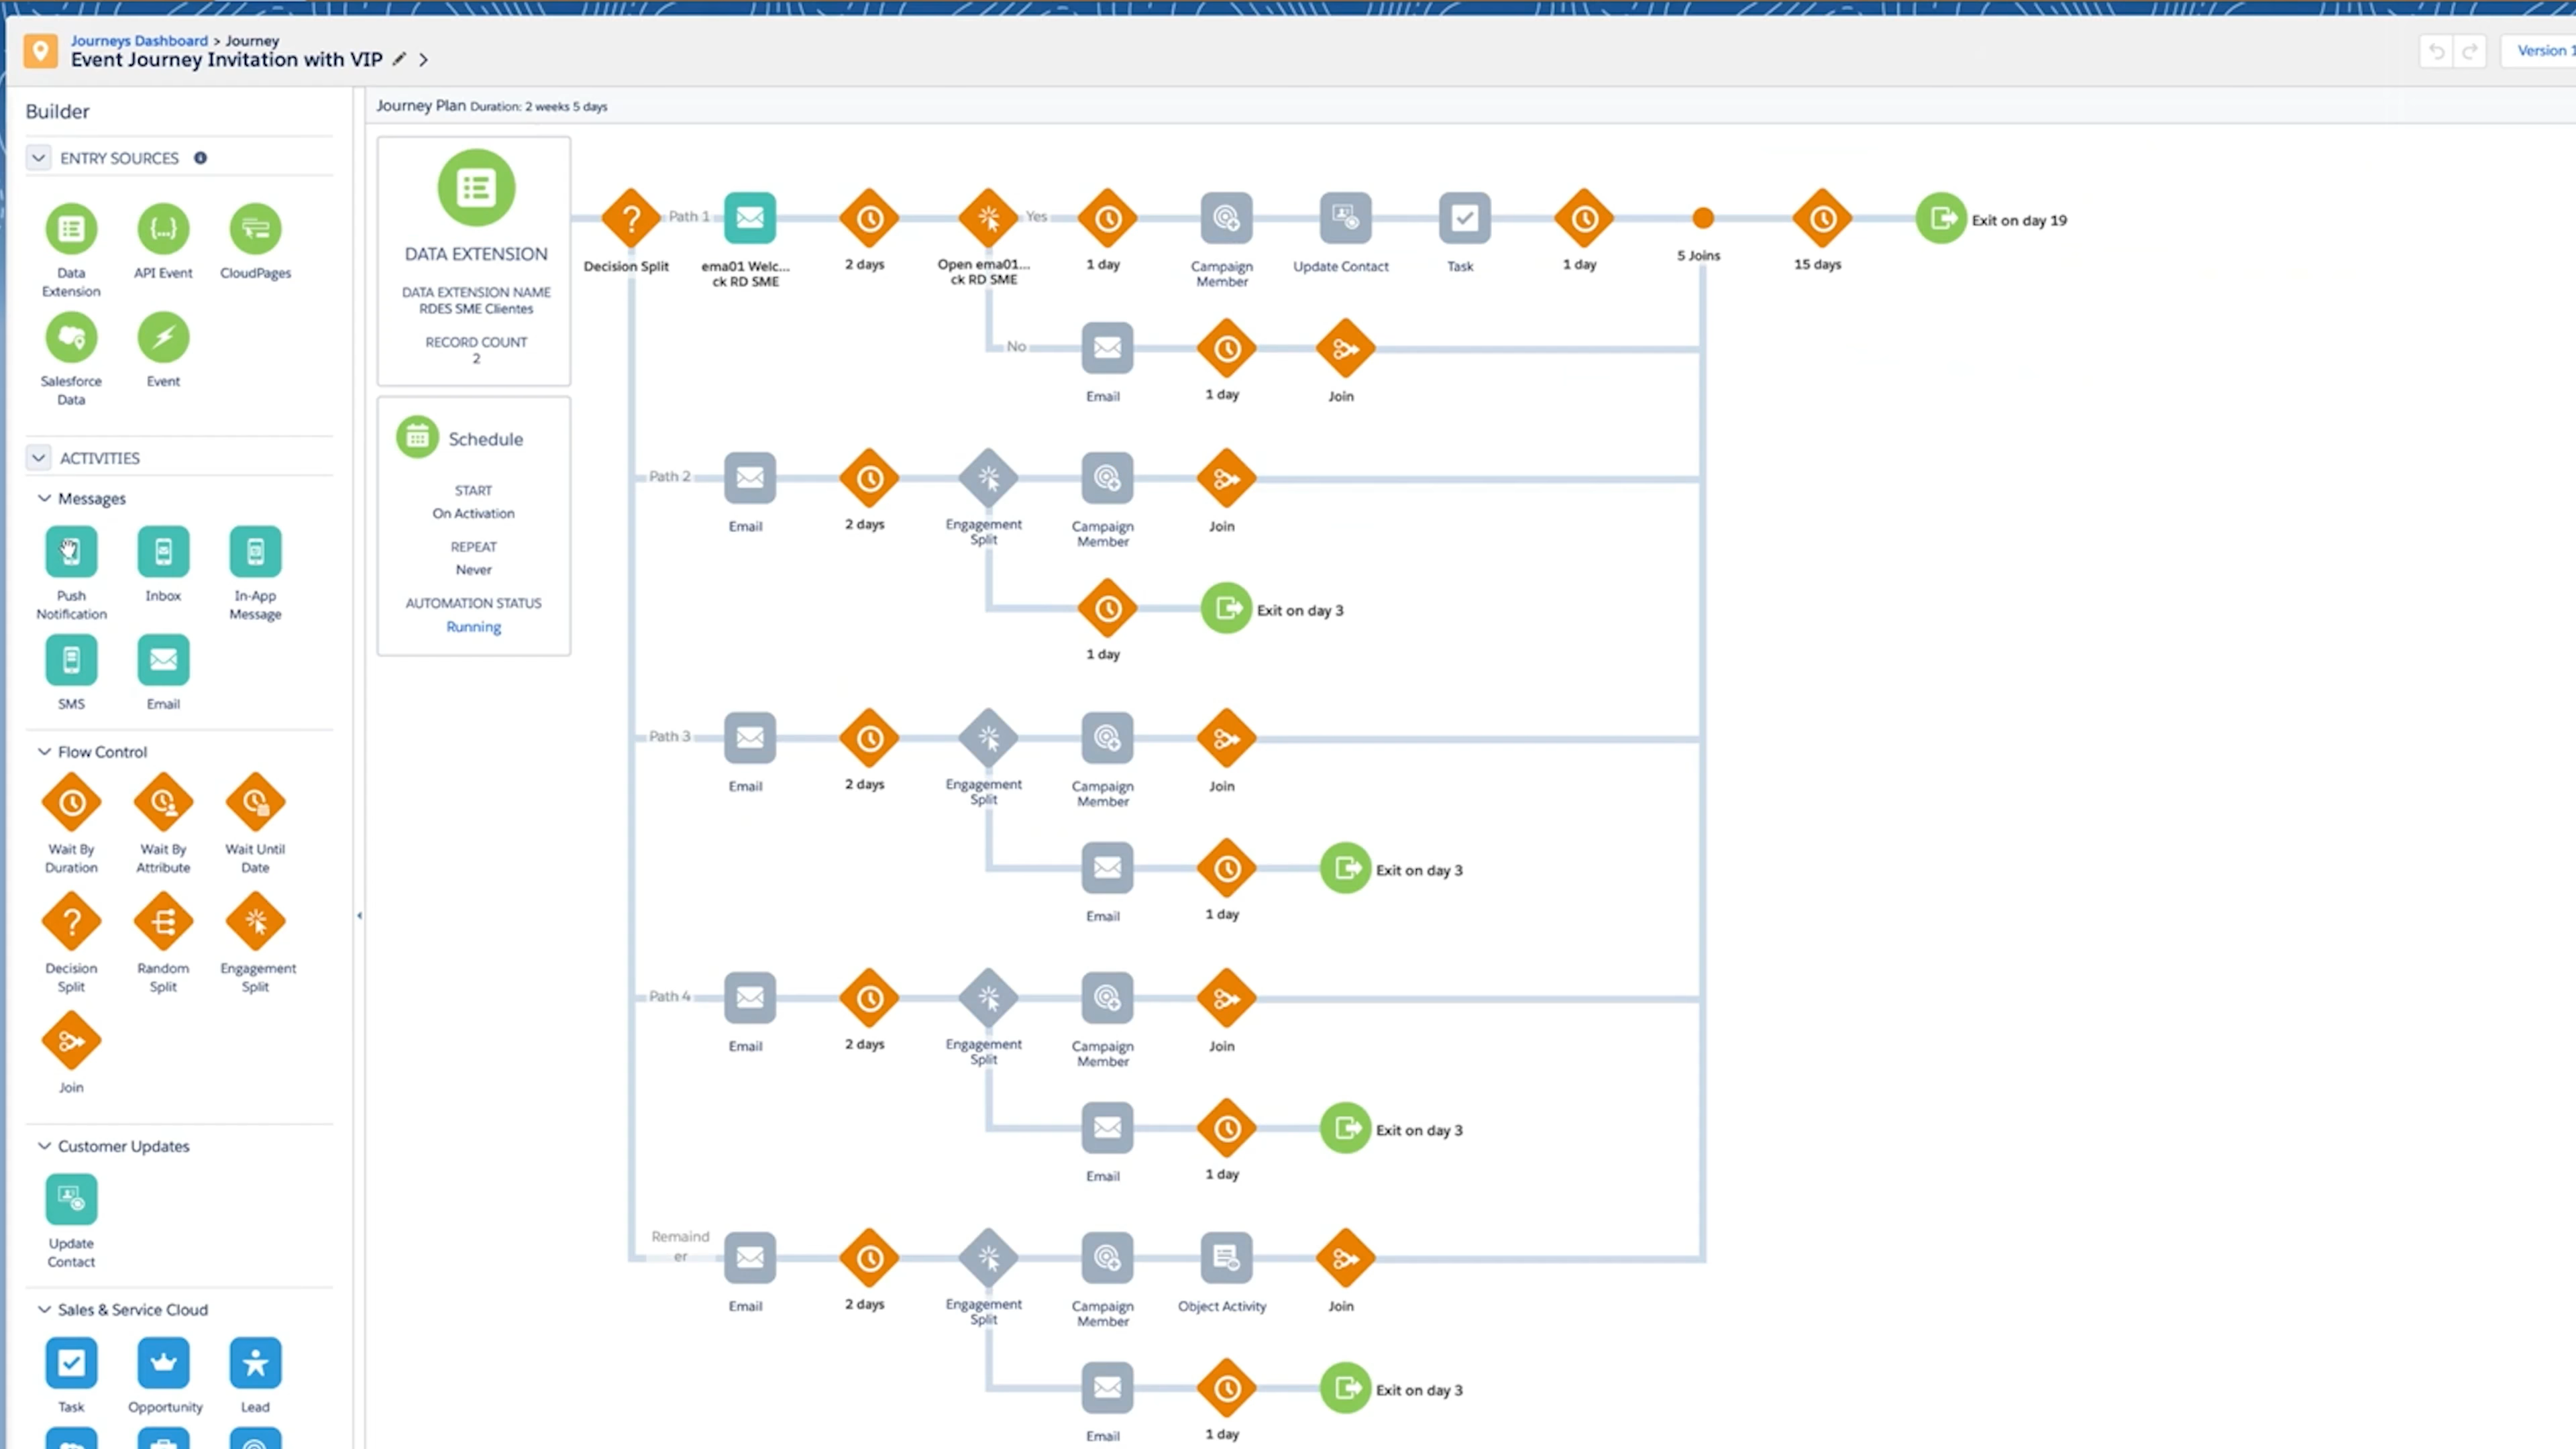 Journeys Dashboard > Journey
Event Journey Invitation with VIP
Version 1
Builder
ENTRY SOURCES
Data
Extension
API Event
CloudPages
Salesforce
Data
Event
ACTIVITIES
Messages
Push
Notification
Inbox
In-App
Message
SMS
Email
Flow Control
Wait By
Duration
Wait By
Attribute
Wait Until
Date
Decision
Split
Random
Split
Engagement
Split
Join
Customer Updates
Update
Contact
Sales & Service Cloud
Task
Opportunity
Lead
Journey Plan Duration: 2 weeks 5 days
DATA EXTENSION
DATA EXTENSION NAME
RDES SME Clientes
RECORD COUNT
2
Schedule
START
On Activation
REPEAT
Never
AUTOMATION STATUS
Running
Decision Split
Path 1
ema01 Welc...
ck RD SME
2 days
Open ema01...
ck RD SME
Yes
1 day
Campaign
Member
Update Contact
Task
1 day
5 Joins
15 days
Exit on day 19
No
Email
1 day
Join
Path 2
Email
2 days
Engagement
Split
Campaign
Member
Join
1 day
Exit on day 3
Path 3
Email
2 days
Engagement
Split
Campaign
Member
Join
Email
1 day
Exit on day 3
Path 4
Email
2 days
Engagement
Split
Campaign
Member
Join
Email
1 day
Exit on day 3
Remaind
er
Email
2 days
Engagement
Split
Campaign
Member
Object Activity
Join
Email
1 day
Exit on day 3